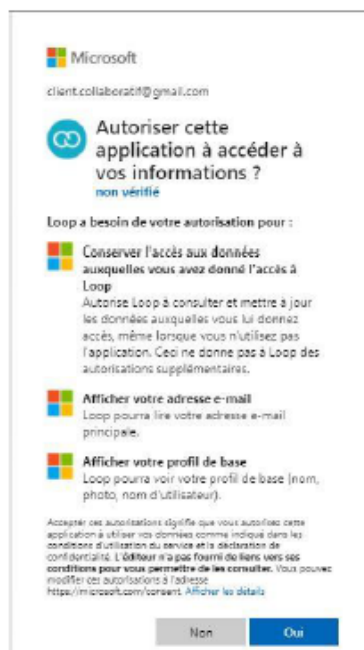 Microsoft
client.collaboratif@gmail.com
Autoriser cette
application à accéder à
vos informations ?
non vérifié
Loop a besoin de votre autorisation pour :
Conserver l'accès aux données
auxquelles vous avez donné l'accès à
Loop
Autorise Loop à consulter et mettre à jour
les données auxquelles vous lui donnez
accès, même lorsque vous n'utilisez pas
l'application. Ceci ne donne pas à Loop des
autorisations supplémentaires.
Afficher votre adresse e-mail
Loop pourra lire votre adresse e-mail
principale.
Afficher votre profil de base
Loop pourra voir votre profil de base (nom,
photo, nom d'utilisateur).
Accepter ces autorisations signifie que vous autorisez cette
application à utiliser vos données comme indiqué dans les
conditions d'utilisation du service et la déclaration de
confidentialité. L'éditeur n'a pas fourni de liens vers ses
conditions pour vous permettre de les consulter. Vous pouvez
modifier ces autorisations à l'adresse
https://microsoft.com/consent. Afficher les détails
Non
Oui